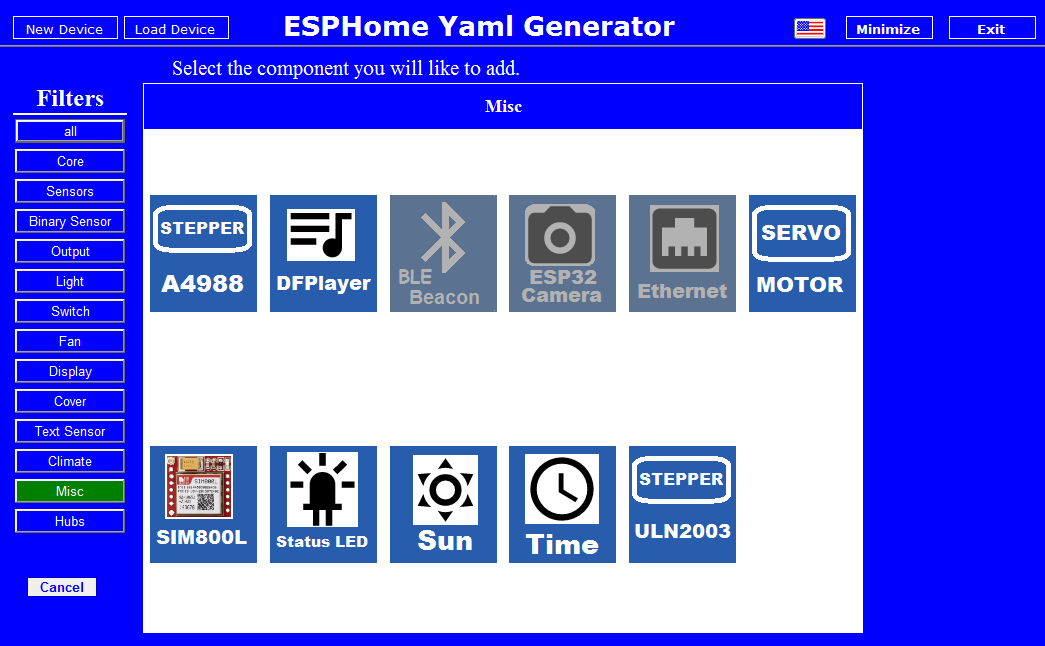 New Device
Load Device
ESPHome Yaml Generator
Minimize
Exit
Select the component you will like to add.
Filters
all
Core
Sensors
Binary Sensor
Output
Light
Switch
Fan
Display
Cover
Text Sensor
Climate
Misc
Hubs
Cancel
Misc
STEPPER
A4988
DFPlayer
BLE
Beacon
ESP32
Camera
Ethernet
SERVO
MOTOR
SIM800L
SIM800L
Status LED
Sun
Time
STEPPER
ULN2003